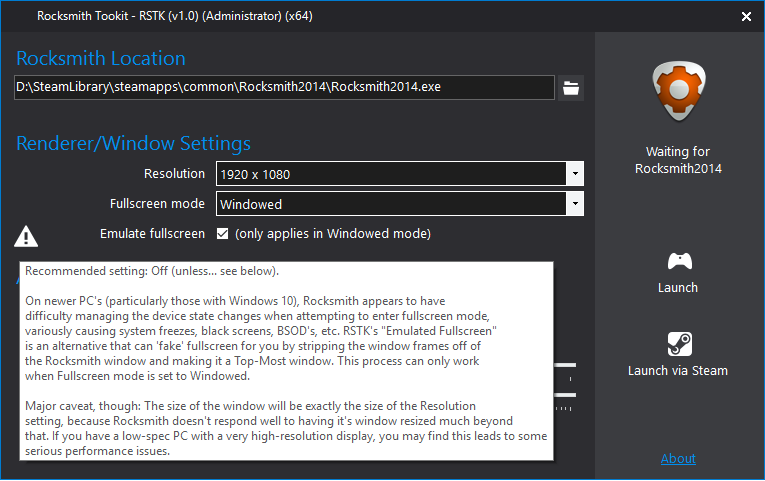 Rocksmith Tookit - RSTK (v1.0) (Administrator) (x64)
Rocksmith Location
D:\SteamLibrary\steamapps\common\Rocksmith2014\Rocksmith2014.exe
Renderer/Window Settings
Resolution
1920 x 1080
Fullscreen mode
Windowed
Emulate fullscreen
(only applies in Windowed mode)
Recommended setting: Off (unless... see below).
On newer PC's (particularly those with Windows 10), Rocksmith appears to have
difficulty managing the device state changes when attempting to enter fullscreen mode,
variously causing system freezes, black screens, BSOD's, etc. RSTK's "Emulated Fullscreen"
is an alternative that can 'fake' fullscreen for you by stripping the window frames off of
the Rocksmith window and making it a Top-Most window. This process can only work
when Fullscreen mode is set to Windowed.
Major caveat, though: The size of the window will be exactly the size of the Resolution
setting, because Rocksmith doesn't respond well to having it's window resized much beyond
that. If you have a low-spec PC with a very high-resolution display, you may find this leads to some
serious performance issues.
Waiting for
Rocksmith2014
Launch
Launch via Steam
About